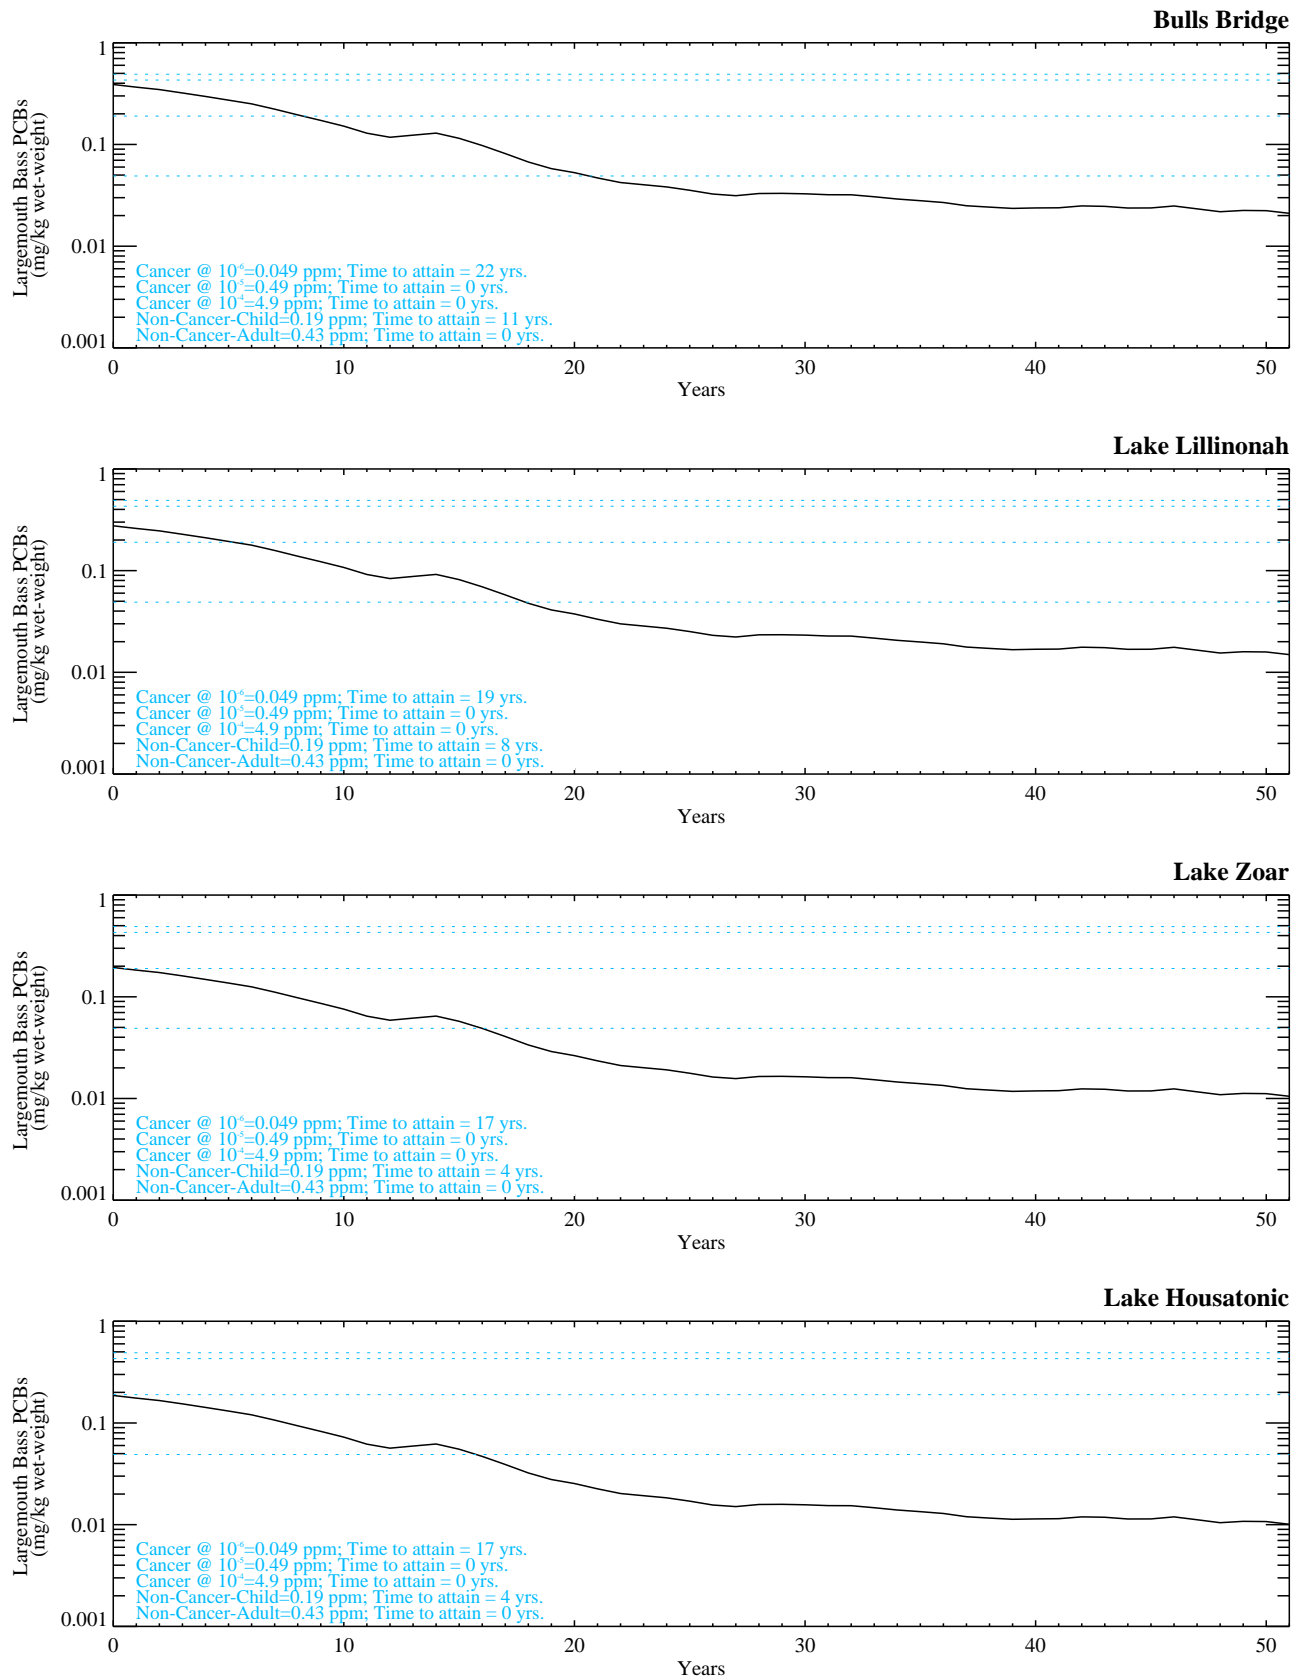 Bulls Bridge
Largemouth Bass PCBs
(mg/kg wet-weight)
1
0.1
0.01
0.001
Cancer @ 10⁻⁶=0.049 ppm; Time to attain = 22 yrs.
Cancer @ 10⁻⁵=0.49 ppm; Time to attain = 0 yrs.
Cancer @ 10⁻⁴=4.9 ppm; Time to attain = 0 yrs.
Non-Cancer-Child=0.19 ppm; Time to attain = 11 yrs.
Non-Cancer-Adult=0.43 ppm; Time to attain = 0 yrs.
0 10 20 30 40 50
Years
Lake Lillinonah
Largemouth Bass PCBs
(mg/kg wet-weight)
1
0.1
0.01
0.001
Cancer @ 10⁻⁶=0.049 ppm; Time to attain = 19 yrs.
Cancer @ 10⁻⁵=0.49 ppm; Time to attain = 0 yrs.
Cancer @ 10⁻⁴=4.9 ppm; Time to attain = 0 yrs.
Non-Cancer-Child=0.19 ppm; Time to attain = 8 yrs.
Non-Cancer-Adult=0.43 ppm; Time to attain = 0 yrs.
0 10 20 30 40 50
Years
Lake Zoar
Largemouth Bass PCBs
(mg/kg wet-weight)
1
0.1
0.01
0.001
Cancer @ 10⁻⁶=0.049 ppm; Time to attain = 17 yrs.
Cancer @ 10⁻⁵=0.49 ppm; Time to attain = 0 yrs.
Cancer @ 10⁻⁴=4.9 ppm; Time to attain = 0 yrs.
Non-Cancer-Child=0.19 ppm; Time to attain = 4 yrs.
Non-Cancer-Adult=0.43 ppm; Time to attain = 0 yrs.
0 10 20 30 40 50
Years
Lake Housatonic
Largemouth Bass PCBs
(mg/kg wet-weight)
1
0.1
0.01
0.001
Cancer @ 10⁻⁶=0.049 ppm; Time to attain = 17 yrs.
Cancer @ 10⁻⁵=0.49 ppm; Time to attain = 0 yrs.
Cancer @ 10⁻⁴=4.9 ppm; Time to attain = 0 yrs.
Non-Cancer-Child=0.19 ppm; Time to attain = 4 yrs.
Non-Cancer-Adult=0.43 ppm; Time to attain = 0 yrs.
0 10 20 30 40 50
Years